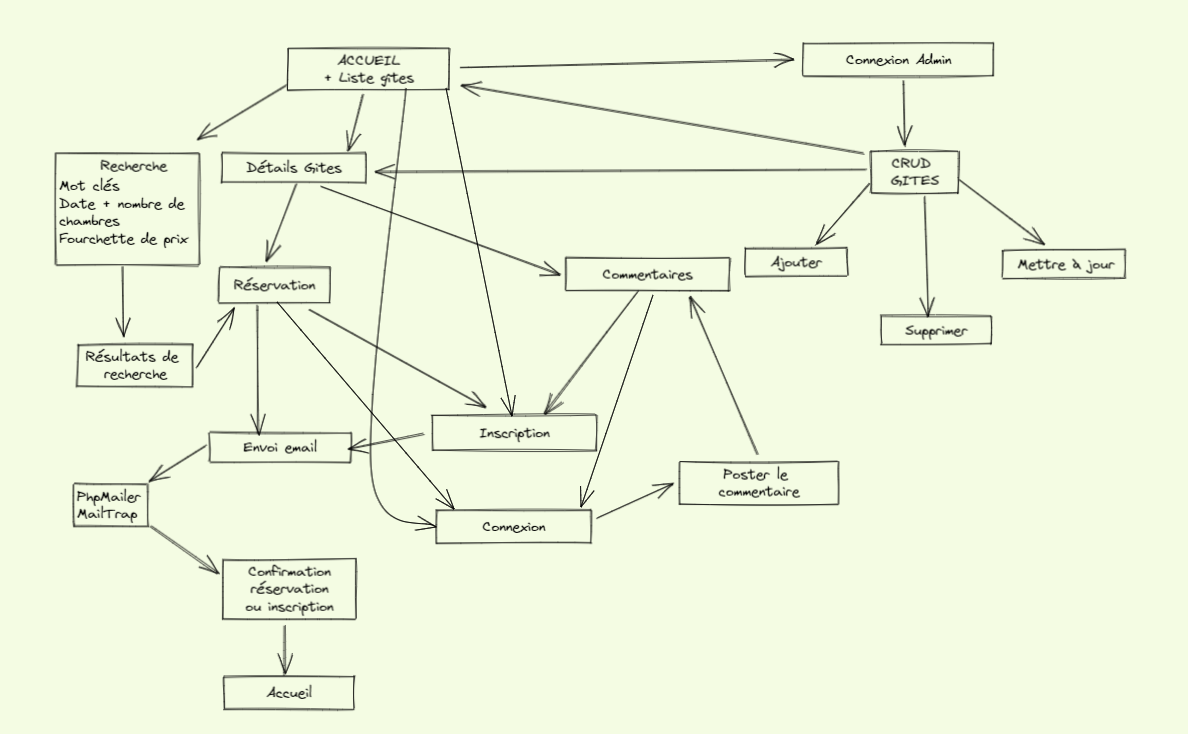 ACCUEIL
+ Liste gîtes
Connexion Admin
Recherche
Mot clés
Date + nombre de
chambres
Fourchette de prix
Détails Gites
CRUD
GITES
Ajouter
Mettre à jour
Commentaires
Réservation
Supprimer
Résultats de
recherche
Inscription
Envoi email
Poster le
commentaire
PhpMailer
MailTrap
Connexion
Confirmation
réservation
ou inscription
Accueil